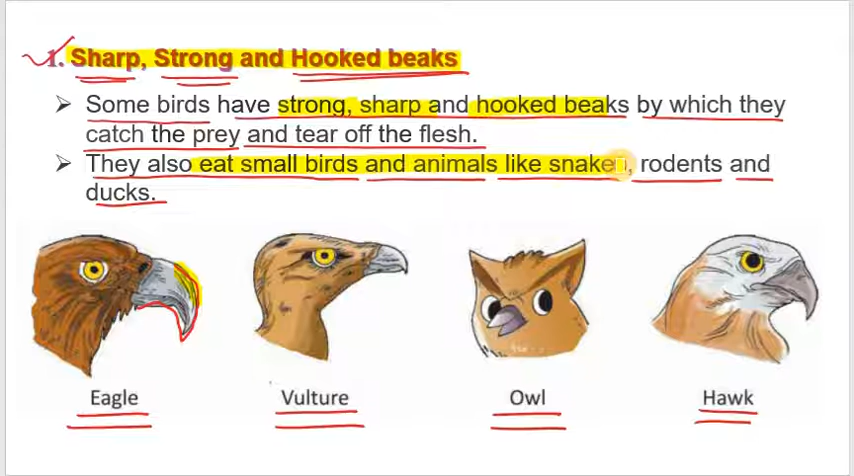 1. Sharp, Strong and Hooked beaks
➢ Some birds have strong, sharp and hooked beaks by which they
catch the prey and tear off the flesh.
➢ They also eat small birds and animals like snakes, rodents and
ducks.
Eagle Vulture Owl Hawk